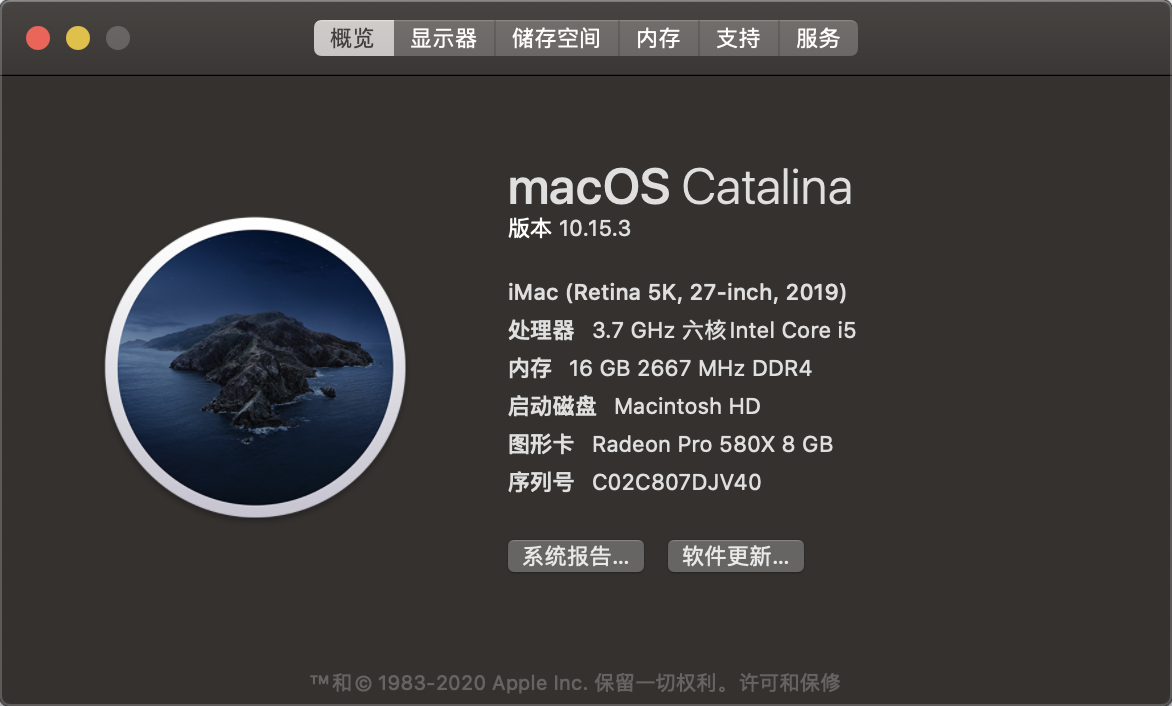 概览 显示器 储存空间 内存 支持 服务
macOS Catalina
版本 10.15.3
iMac (Retina 5K, 27-inch, 2019)
处理器 3.7 GHz 六核Intel Core i5
内存 16 GB 2667 MHz DDR4
启动磁盘 Macintosh HD
图形卡 Radeon Pro 580X 8 GB
序列号 C02C807DJV40
系统报告... 软件更新...
™和© 1983-2020 Apple Inc. 保留一切权利。许可和保修